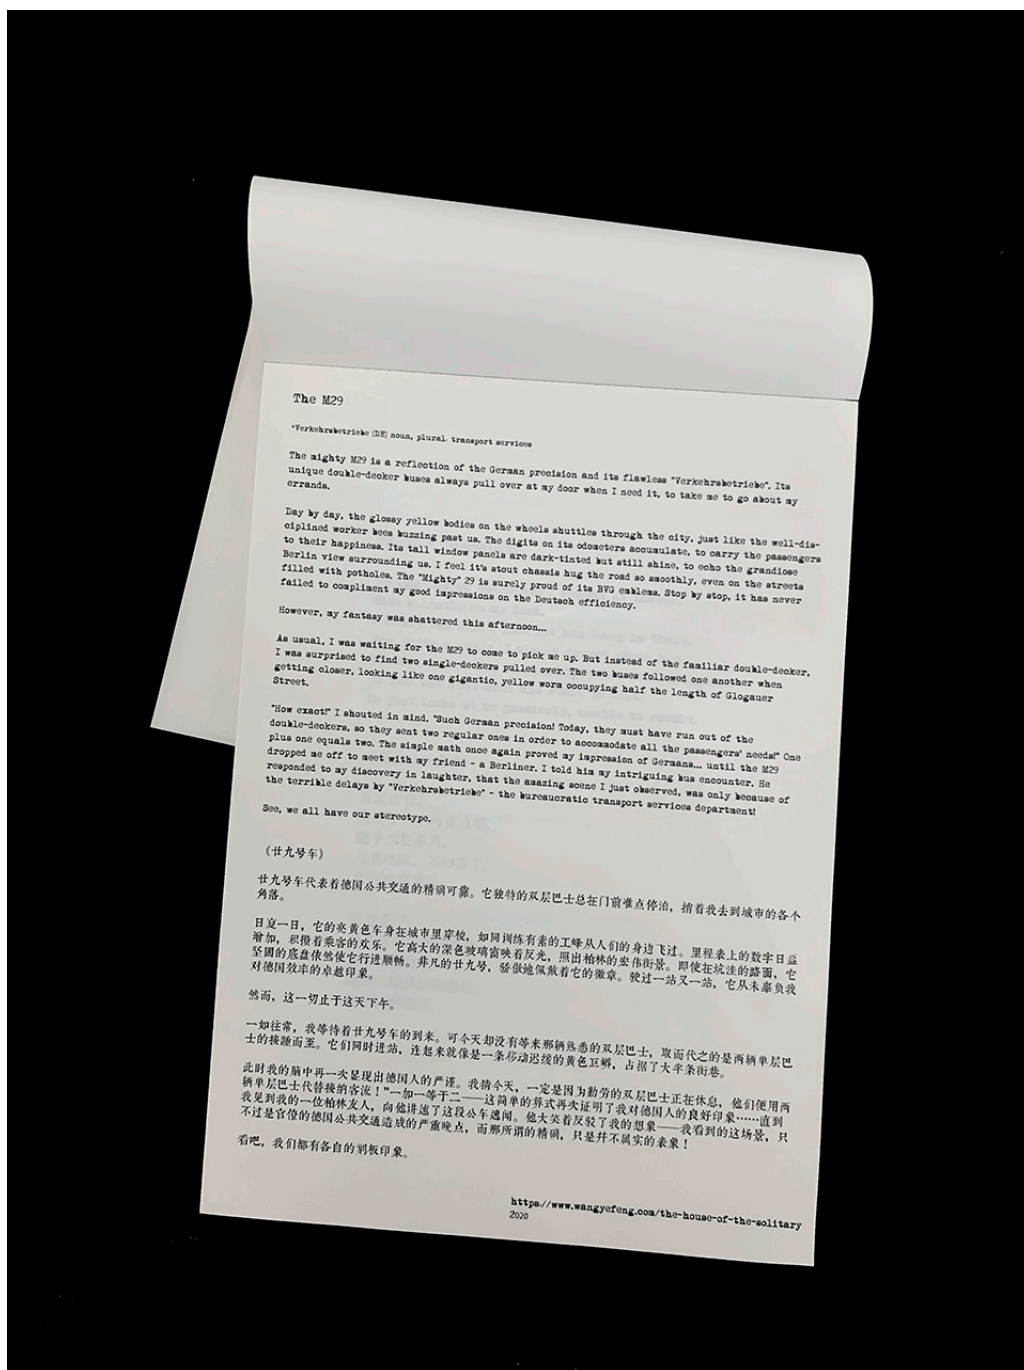 The M29
*Verkehrsbetriebe (DE) noun, plural. transport services
The mighty M29 is a reflection of the German precision and its flawless "Verkehrsbetriebe". Its
unique double-decker buses always pull over at my door when I need it, to take me to go about my
errands.
Day by day, the glossy yellow bodies on the wheels shuttles through the city, just like the well-dis-
ciplined worker bees buzzing past us. The digits on its odometers accumulate, to carry the passengers
to their happiness. Its tall window panels are dark-tinted but still shine, to echo the grandiose
Berlin view surrounding us. I feel it's stout chassis hug the road so smoothly, even on the streets
filled with potholes. The "Mighty" 29 is surely proud of its BVG emblems. Stop by stop, it has never
failed to compliment my good impressions on the Deutsch efficiency.
However, my fantasy was shattered this afternoon...
As usual, I was waiting for the M29 to come to pick me up. But instead of the familiar double-decker,
I was surprised to find two single-deckers pulled over. The two buses followed one another when
getting closer, looking like one gigantic, yellow worm occupying half the length of Glogauer
Street.
"How exact!" I shouted in mind. "Such German precision! Today, they must have run out of the
double-deckers, so they sent two regular ones in order to accommodate all the passengers' needs!" One
plus one equals two. The simple math once again proved my impression of Germans... until the M29
dropped me off to meet with my friend - a Berliner. I told him my intriguing bus encounter. He
responded to my discovery in laughter, that the amazing scene I just observed, was only because of
the terrible delays by "Verkehrsbetriebe" - the bureaucratic transport services department!
See, we all have our stereotype.
《廿九号车》
廿九号车代表着德国公共交通的精确可靠。它独特的双层巴士总在门前准点停泊，捎着我去到城市的各个
角落。
日复一日，它的亮黄色车身在城市里穿梭，如同训练有素的工蜂从人们的身边飞过。里程表上的数字日益
增加，积攒着乘客的欢乐。它高大的深色玻璃窗映着反光，照出柏林的宏伟街景。即使在坑洼的路面，它
坚固的底盘依然使它行进顺畅。非凡的廿九号，骄傲地佩戴着它的徽章。驶过一站又一站，它从未辜负我
对德国效率的卓越印象。
然而，这一切止于这天下午。
一如往常，我等待着廿九号车的到来。可今天却没有等来那辆熟悉的双层巴士，取而代之的是两辆单层巴
士的接踵而至。它们同时进站，连起来就像是一条移动迟缓的黄色巨蟒，占据了大半条街巷。
此时我的脑中再一次显现出德国人的严谨。我猜今天，一定是因为勤劳的双层巴士正在休息，他们便用两
辆单层巴士代替接纳客流！"一加一等于二——这简单的算式再次证明了我对德国人的良好印象……直到
我见到我的一位柏林友人，向他讲述了这段公车逸闻。他大笑着反驳了我的想象——我看到的这场景，只
不过是官僚的德国公共交通造成的严重晚点，而那所谓的精确，只是并不属实的表象！
看吧，我们都有各自的刻板印象。
https://www.wangyefeng.com/the-house-of-the-solitary
2020